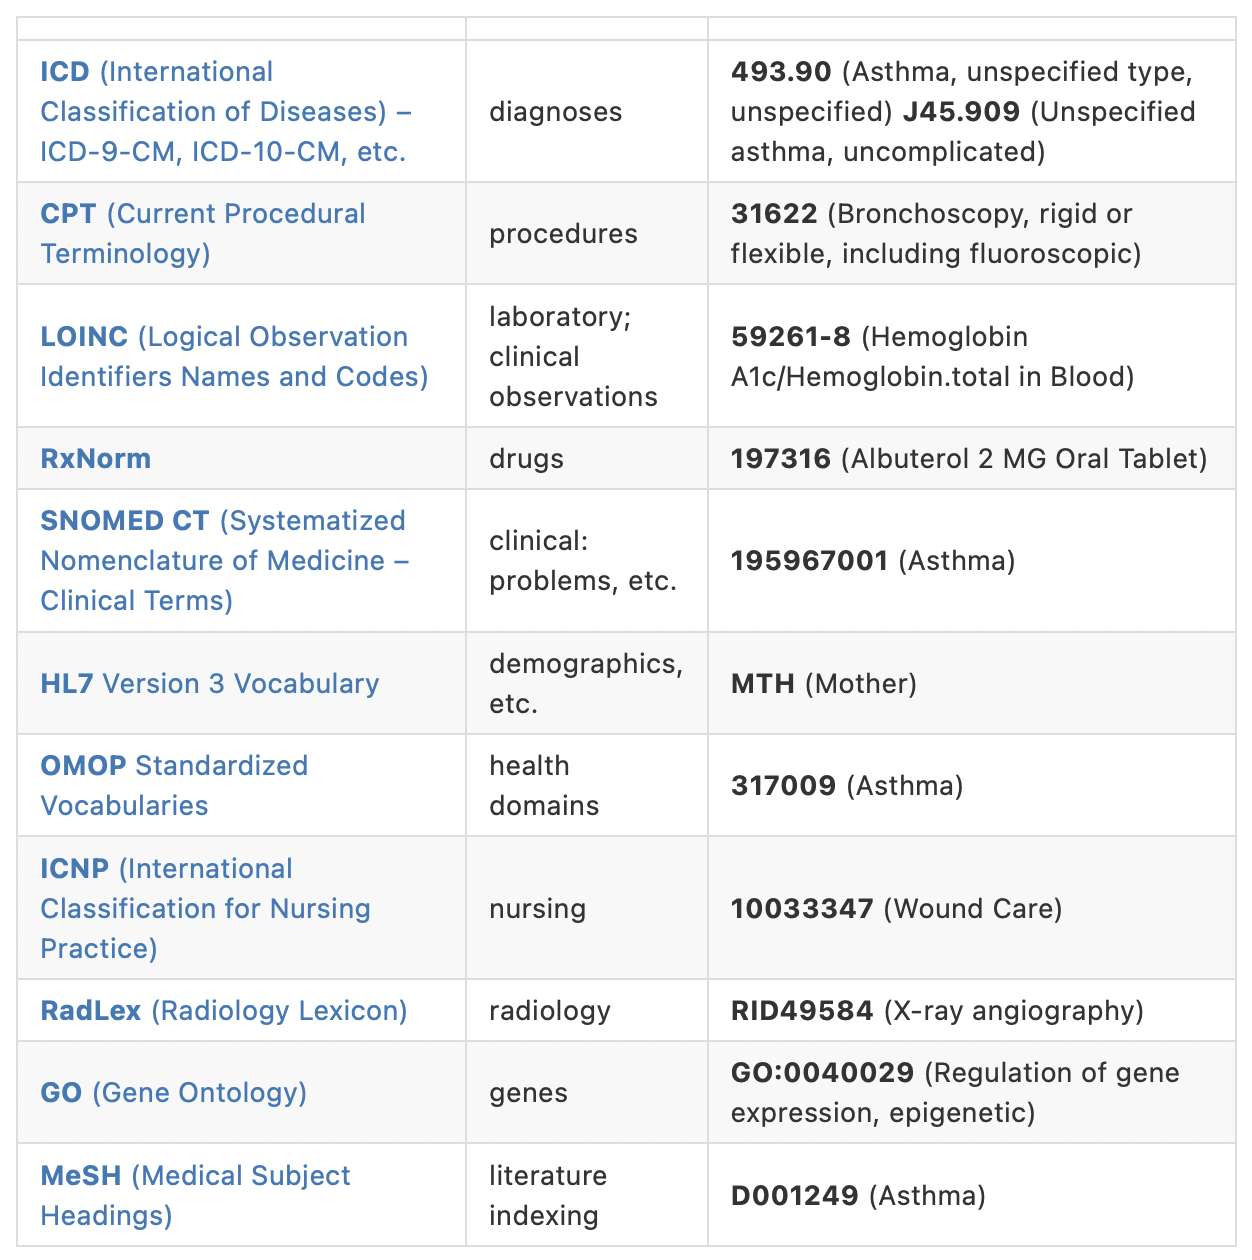 ICD (International
Classification of Diseases) –
ICD-9-CM, ICD-10-CM, etc.
diagnoses
493.90 (Asthma, unspecified type,
unspecified) J45.909 (Unspecified
asthma, uncomplicated)
CPT (Current Procedural
Terminology)
procedures
31622 (Bronchoscopy, rigid or
flexible, including fluoroscopic)
LOINC (Logical Observation
Identifiers Names and Codes)
laboratory;
clinical
observations
59261-8 (Hemoglobin
A1c/Hemoglobin.total in Blood)
RxNorm
drugs
197316 (Albuterol 2 MG Oral Tablet)
SNOMED CT (Systematized
Nomenclature of Medicine –
Clinical Terms)
clinical:
problems, etc.
195967001 (Asthma)
HL7 Version 3 Vocabulary
demographics,
etc.
MTH (Mother)
OMOP Standardized
Vocabularies
health
domains
317009 (Asthma)
ICNP (International
Classification for Nursing
Practice)
nursing
10033347 (Wound Care)
RadLex (Radiology Lexicon)
radiology
RID49584 (X-ray angiography)
GO (Gene Ontology)
genes
GO:0040029 (Regulation of gene
expression, epigenetic)
MeSH (Medical Subject
Headings)
literature
indexing
D001249 (Asthma)